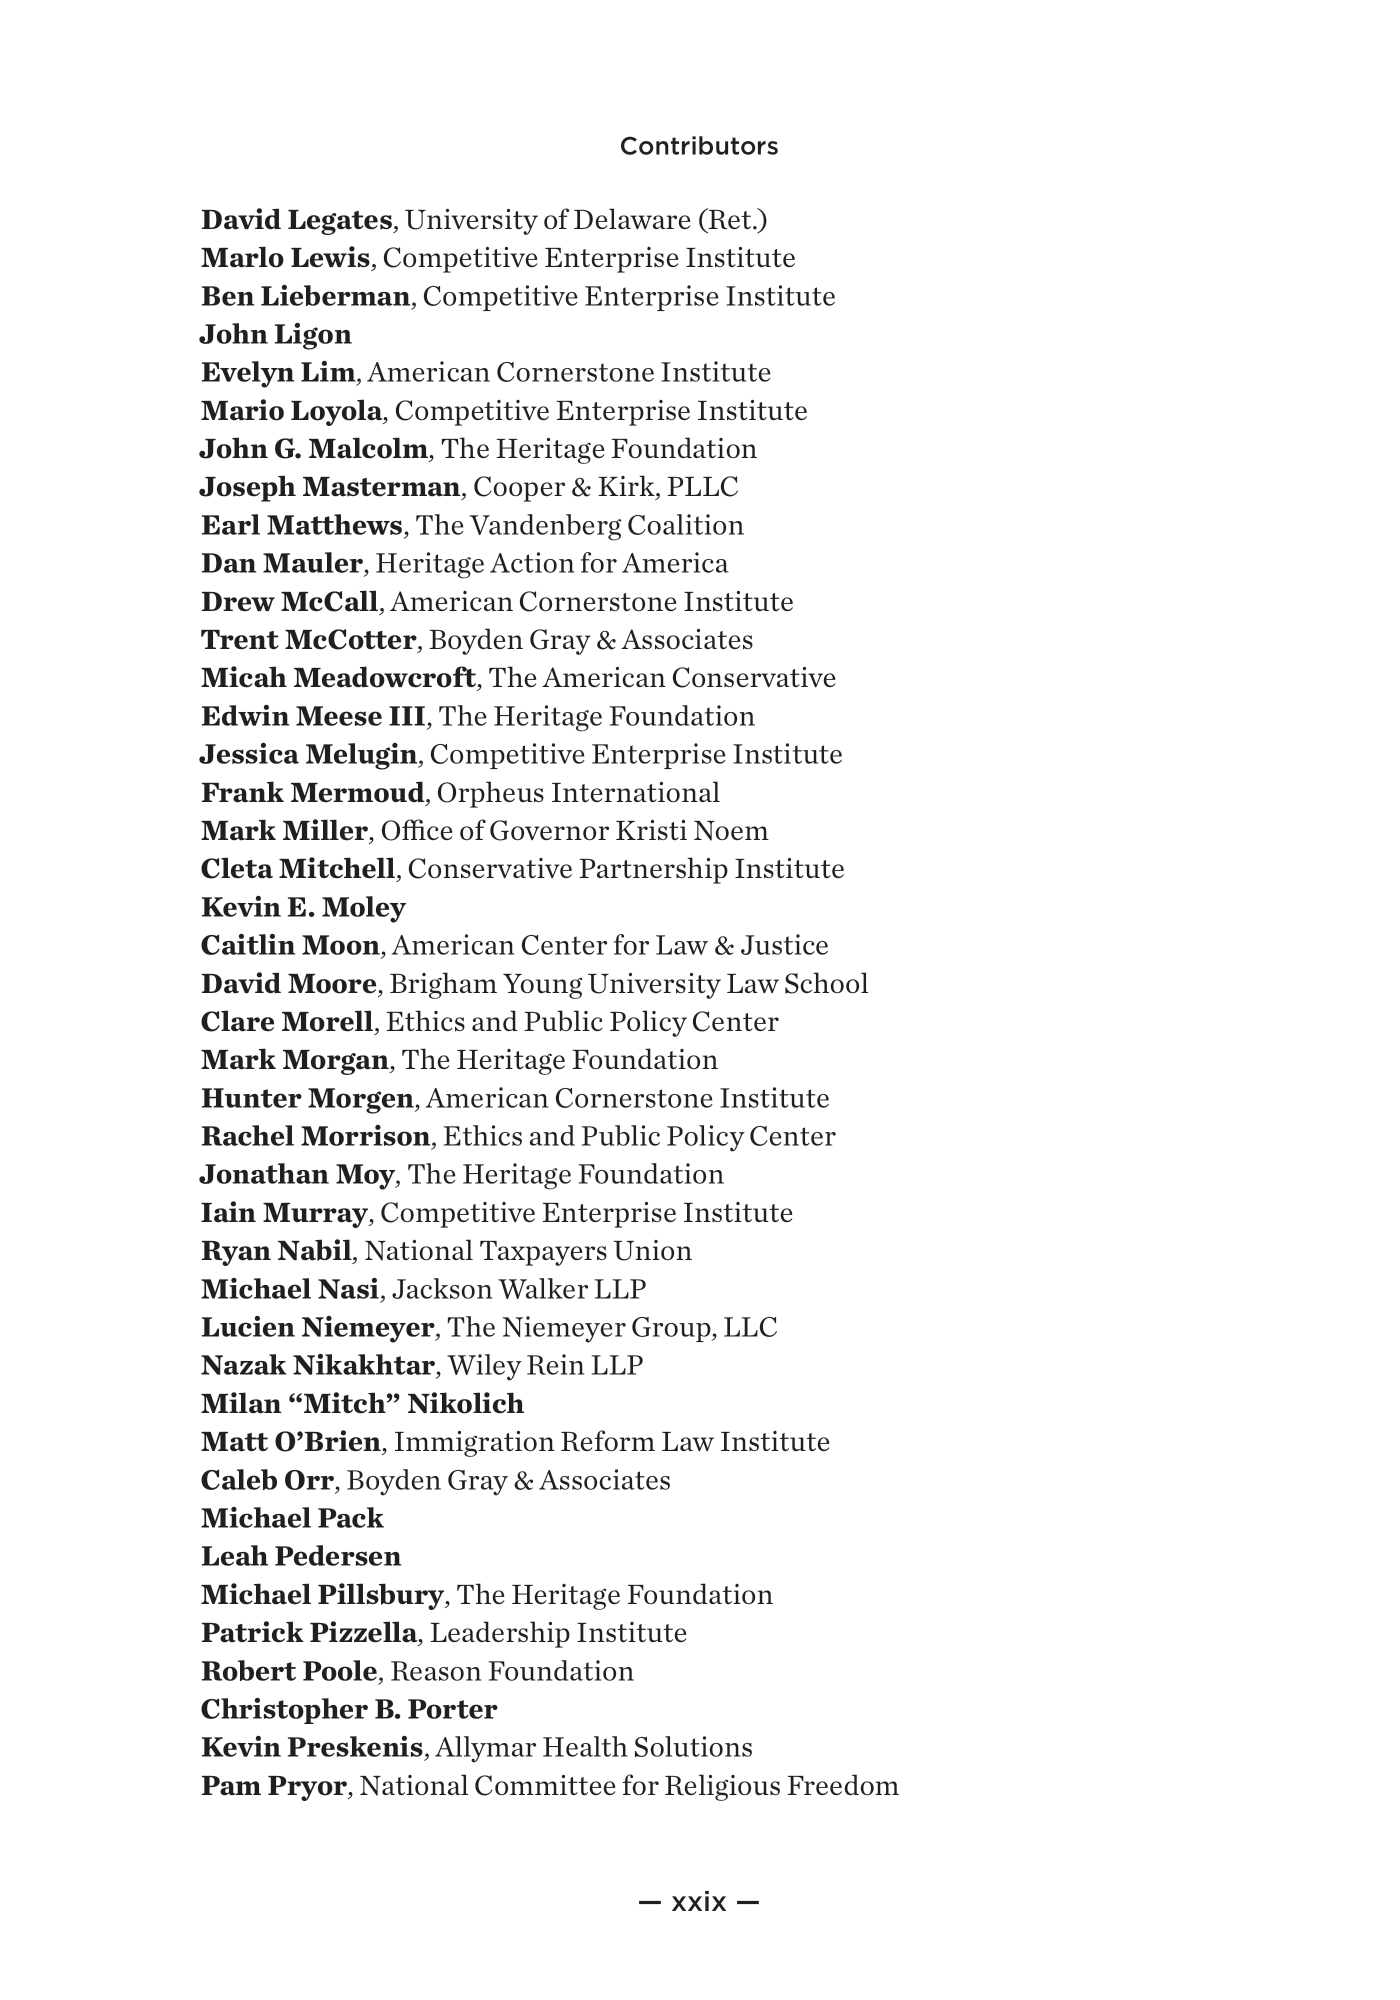 Contributors
David Legates, University of Delaware (Ret.)
Marlo Lewis, Competitive Enterprise Institute
Ben Lieberman, Competitive Enterprise Institute
John Ligon
Evelyn Lim, American Cornerstone Institute
Mario Loyola, Competitive Enterprise Institute
John G. Malcolm, The Heritage Foundation
Joseph Masterman, Cooper & Kirk, PLLC
Earl Matthews, The Vandenberg Coalition
Dan Mauler, Heritage Action for America
Drew McCall, American Cornerstone Institute
Trent McCotter, Boyden Gray & Associates
Micah Meadowcroft, The American Conservative
Edwin Meese III, The Heritage Foundation
Jessica Melugin, Competitive Enterprise Institute
Frank Mermoud, Orpheus International
Mark Miller, Office of Governor Kristi Noem
Cleta Mitchell, Conservative Partnership Institute
Kevin E. Moley
Caitlin Moon, American Center for Law & Justice
David Moore, Brigham Young University Law School
Clare Morell, Ethics and Public Policy Center
Mark Morgan, The Heritage Foundation
Hunter Morgen, American Cornerstone Institute
Rachel Morrison, Ethics and Public Policy Center
Jonathan Moy, The Heritage Foundation
Iain Murray, Competitive Enterprise Institute
Ryan Nabil, National Taxpayers Union
Michael Nasi, Jackson Walker LLP
Lucien Niemeyer, The Niemeyer Group, LLC
Nazak Nikakhtar, Wiley Rein LLP
Milan “Mitch” Nikolich
Matt O’Brien, Immigration Reform Law Institute
Caleb Orr, Boyden Gray & Associates
Michael Pack
Leah Pedersen
Michael Pillsbury, The Heritage Foundation
Patrick Pizzella, Leadership Institute
Robert Poole, Reason Foundation
Christopher B. Porter
Kevin Preskenis, Allymar Health Solutions
Pam Pryor, National Committee for Religious Freedom
— xxix —